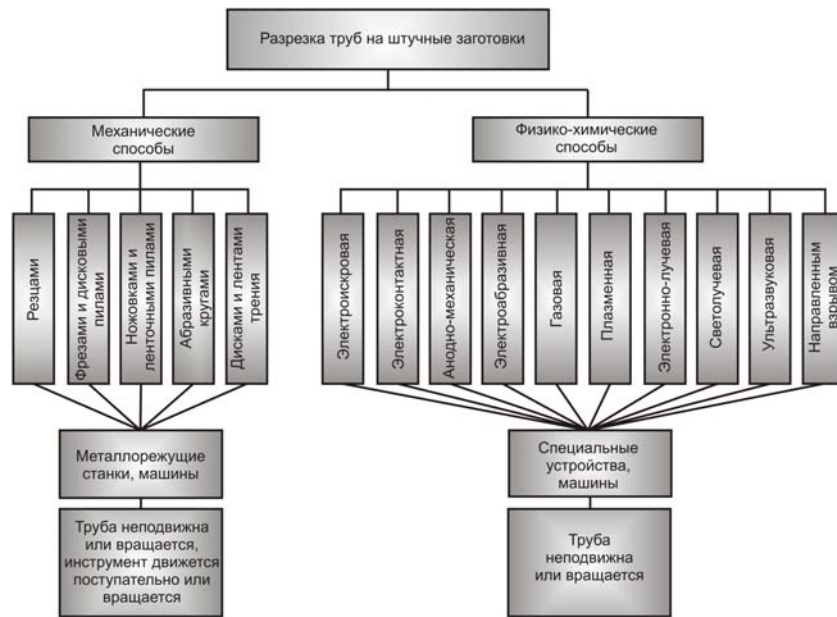 Разрезка труб на штучные заготовки
Механические
способы
Физико-химические
способы
Резцами
Фрезами и дисковыми
пилами
Ножовками и
ленточными пилами
Абразивными
кругами
Дисками и лентами
трения
Электроискровая
Электроконтактная
Анодно-механическая
Электроабразивная
Газовая
Плазменная
Электронно-лучевая
Светолучевая
Ультразвуковая
Направленным
взрывом
Металлорежущие
станки, машины
Специальные
устройства,
машины
Труба неподвижна
или вращается,
инструмент движется
поступательно или
вращается
Труба
неподвижна
или вращается